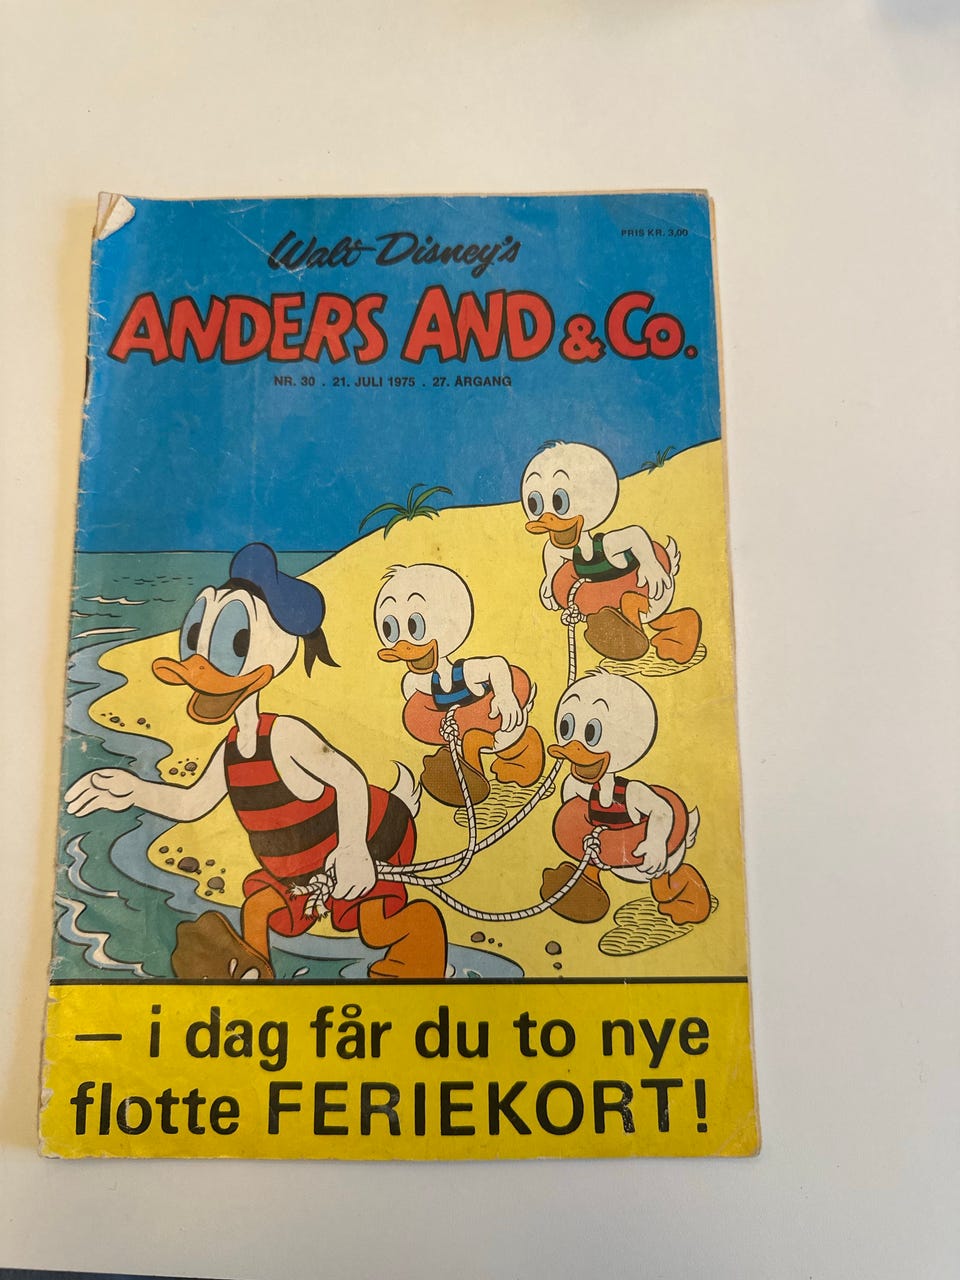 PRIS KR. 3,00
Walt Disney's
ANDERS AND & Co.
NR. 30 . 21. JULI 1975 . 27. ÅRGANG
— i dag får du to nye
flotte FERIEKORT!